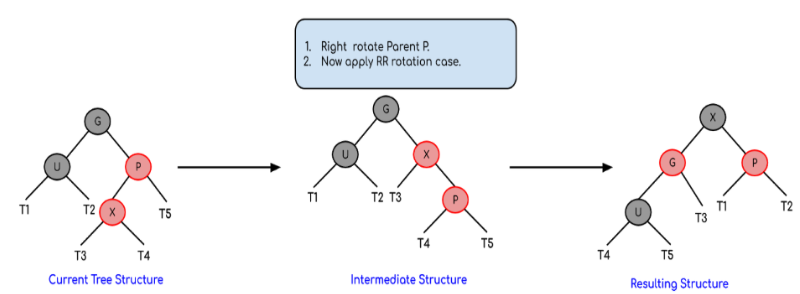 1. Right rotate Parent P.
2. Now apply RR rotation case.
G
U
P
T1
T2
X
T5
T3
T4
Current Tree Structure
G
U
X
T1
T2
T3
P
T4
T5
Intermediate Structure
X
G
P
U
T3
T1
T2
T4
T5
Resulting Structure